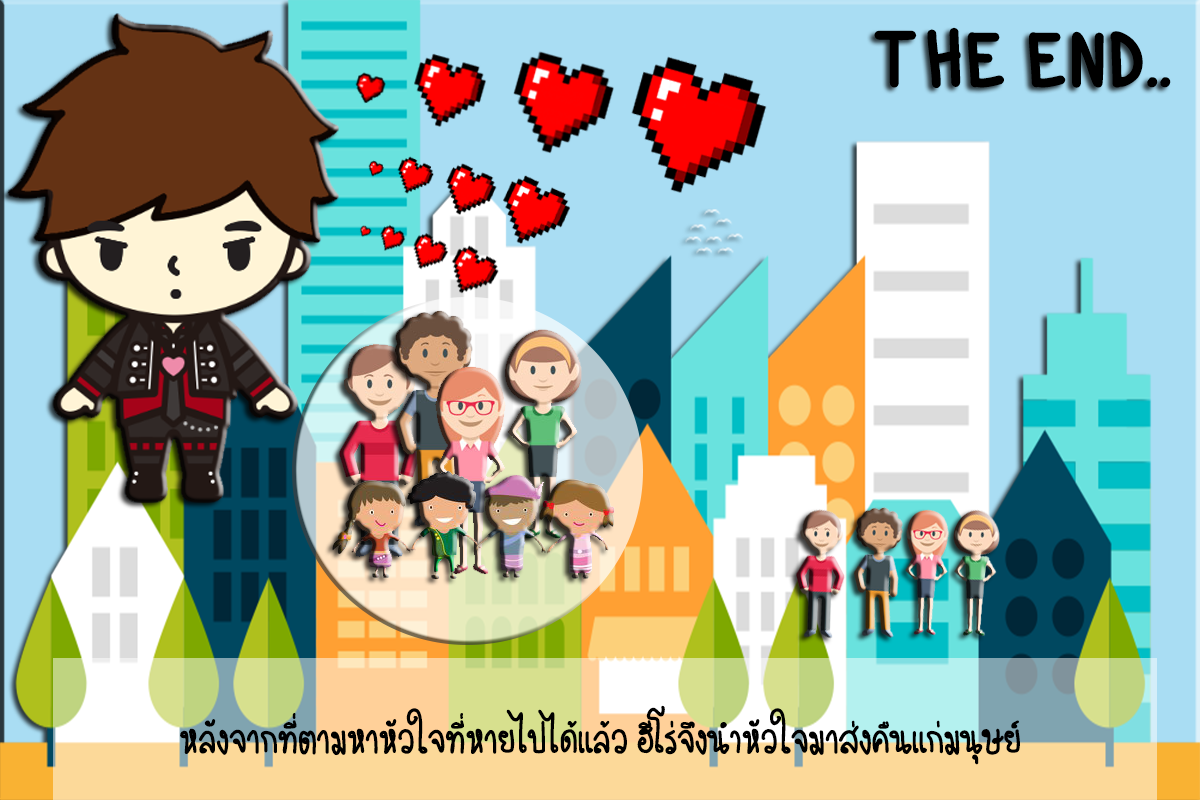 THE END..
หลังจากที่ตามหาหัวใจที่หายไปได้แล้ว ฮีโร่จึงนำหัวใจมาส่งคืนแก่มนุษย์